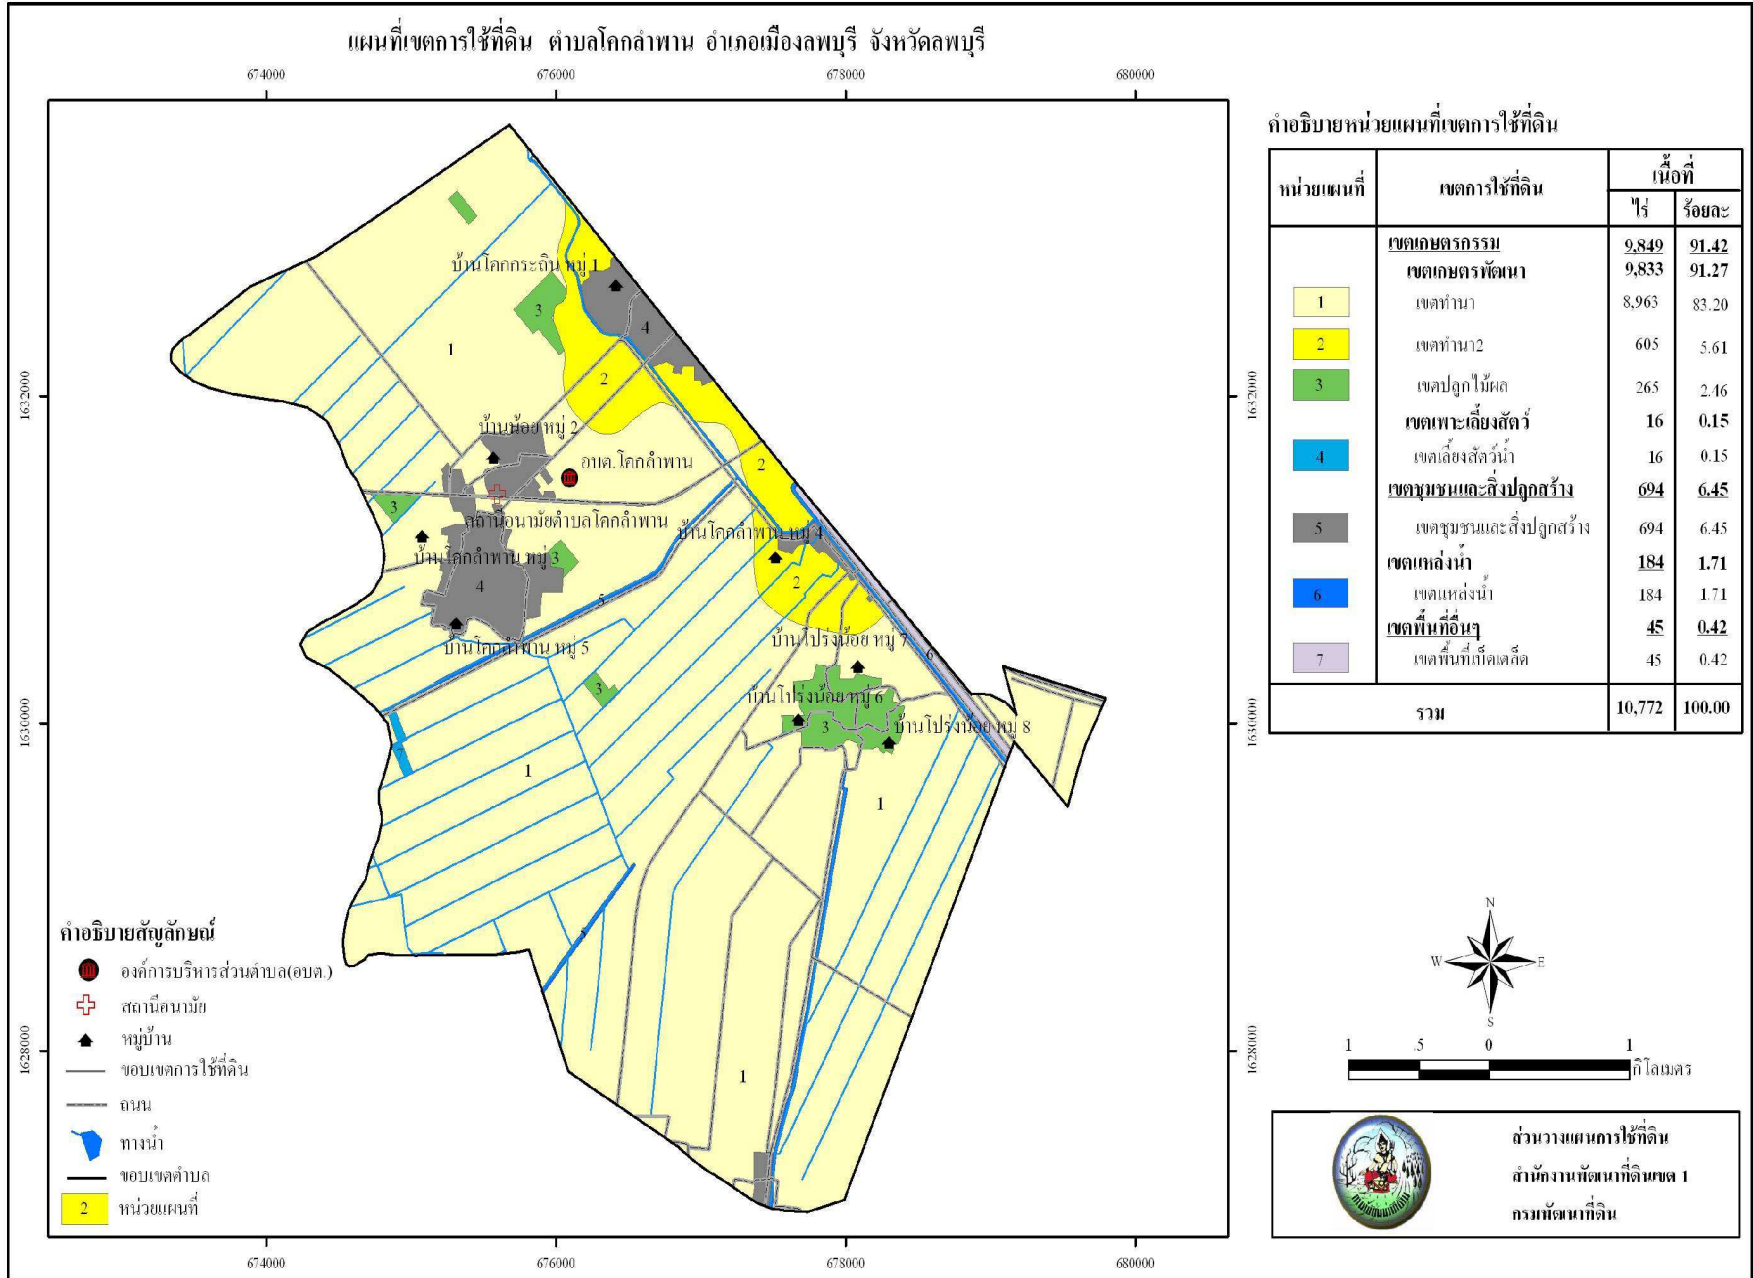 แผนที่เขตการใช้ที่ดิน ตำบลโคกลำพาน อำเภอเมืองลพบุรี จังหวัดลพบุรี
674000 676000 678000 680000
คำอธิบายหน่วยแผนที่เขตการใช้ที่ดิน
หน่วยแผนที่ เขตการใช้ที่ดิน เนื้อที่
ไร่ ร้อยละ
เขตเกษตรกรรม 9,849 91.42
เขตเกษตรพัฒนา 9,833 91.27
1 เขตทำนา 8,963 83.20
2 เขตทำนา2 605 5.61
3 เขตปลูกไม้ผล 265 2.46
เขตเพาะเลี้ยงสัตว์ 16 0.15
4 เขตเลี้ยงสัตว์น้ำ 16 0.15
เขตชุมชนและสิ่งปลูกสร้าง 694 6.45
5 เขตชุมชนและสิ่งปลูกสร้าง 694 6.45
เขตแหล่งน้ำ 184 1.71
6 เขตแหล่งน้ำ 184 1.71
เขตพื้นที่อื่นๆ 45 0.42
7 เขตพื้นที่เบ็ดเตล็ด 45 0.42
รวม 10,772 100.00
บ้านโคกกระถิน หมู่ 1
3
4
1
2
1632000
1632000
บ้านน้อย หมู่ 2
อบต.โคกลำพาน
2
3
สถานีอนามัยตำบลโคกลำพาน
บ้านโคกลำพาน หมู่ 4
บ้านโคกลำพาน หมู่ 3
4
2
5
บ้านโคกลำพาน หมู่ 5
บ้านโปร่งน้อย หมู่ 7
6
3
บ้านโปร่งน้อย หมู่ 6
3
บ้านโปร่งน้อย หมู่ 8
1630000
1630000
7
1
1
5
1
1628000
1628000
คำอธิบายสัญลักษณ์
องค์การบริหารส่วนตำบล(อบต.)
สถานีอนามัย
หมู่บ้าน
ขอบเขตการใช้ที่ดิน
ถนน
ทางน้ำ
ขอบเขตตำบล
2 หน่วยแผนที่
N
W E
S
1 .5 0 1
กิโลเมตร
ส่วนวางแผนการใช้ที่ดิน
สำนักงานพัฒนาที่ดินเขต 1
กรมพัฒนาที่ดิน
674000 676000 678000 680000